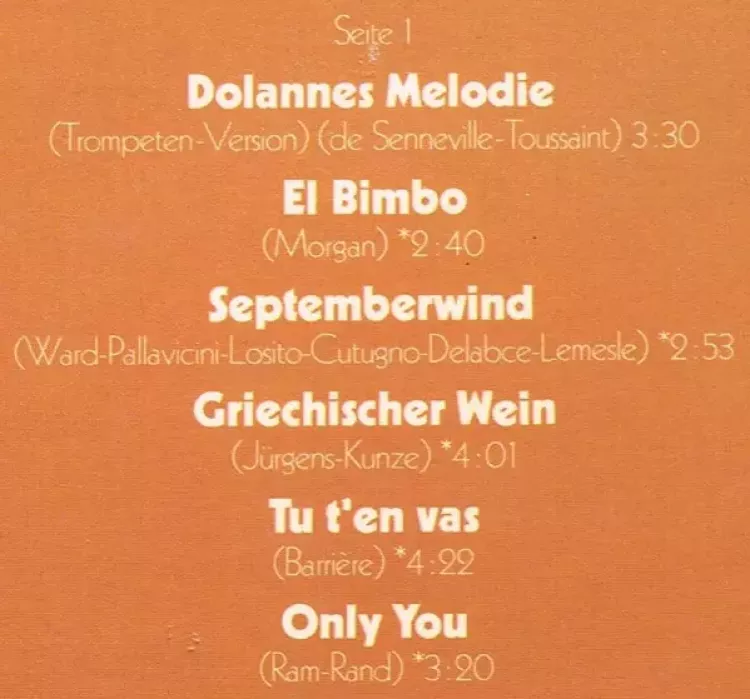 Seite 1
Dolannes Melodie
(Trompeten-Version) (de Senneville-Toussaint) 3:30
El Bimbo
(Morgan) *2:40
Septemberwind
(Ward-Pallavicini-Losito-Cutugno-Delabce-Lemesle) *2:53
Griechischer Wein
(Jürgens-Kunze) *4:01
Tu t'en vas
(Barrière) *4:22
Only You
(Ram-Rand) *3:20